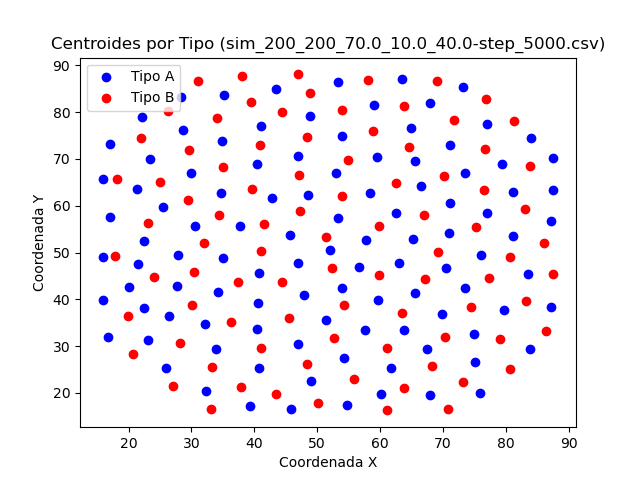 Centroides por Tipo (sim_200_200_70.0_10.0_40.0-step_5000.csv)
Tipo A
Tipo B
90
80
70
60
50
40
30
20
Coordenada Y
20 30 40 50 60 70 80 90
Coordenada X